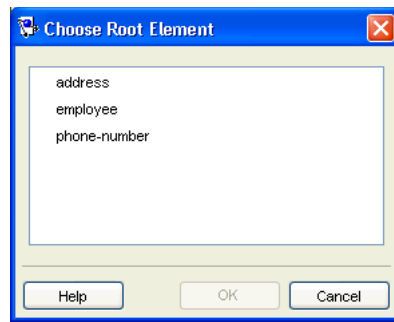 Choose Root Element
address
employee
phone-number
Help OK Cancel